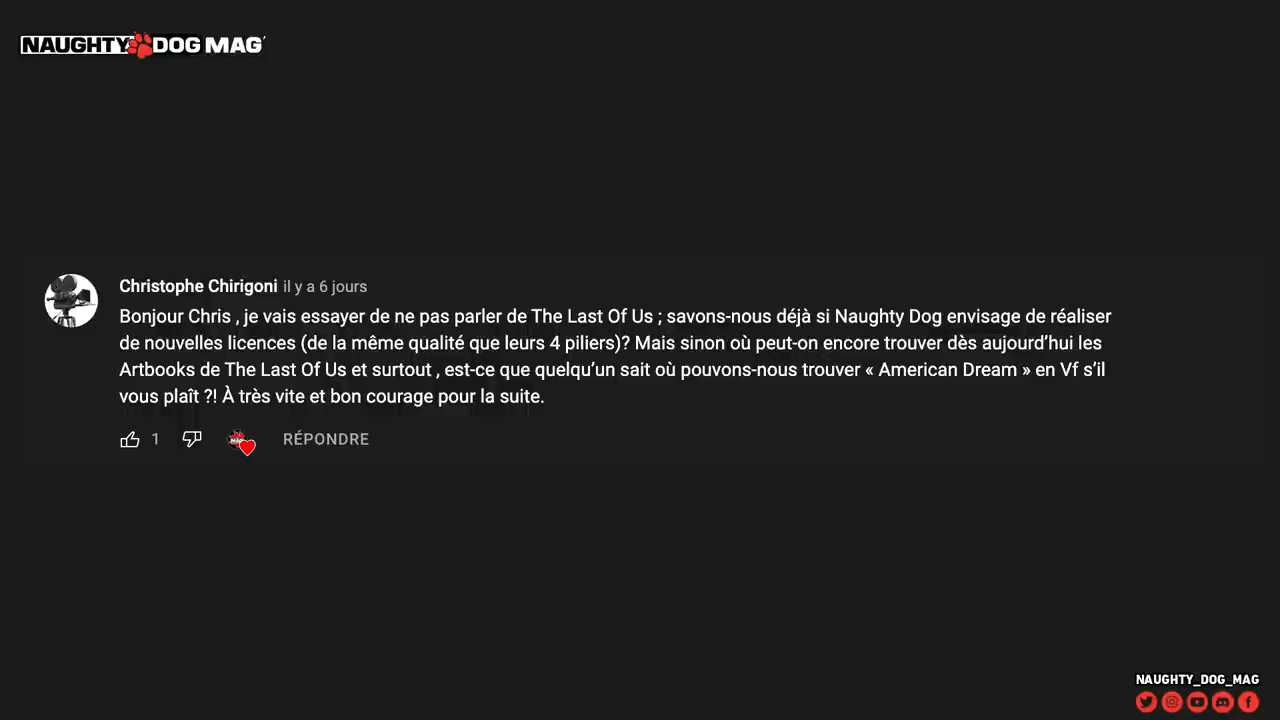 NAUGHTY DOG MAG
Christophe Chirigoni il y a 6 jours
Bonjour Chris , je vais essayer de ne pas parler de The Last Of Us ; savons-nous déjà si Naughty Dog envisage de réaliser
de nouvelles licences (de la même qualité que leurs 4 piliers)? Mais sinon où peut-on encore trouver dès aujourd’hui les
Artbooks de The Last Of Us et surtout , est-ce que quelqu’un sait où pouvons-nous trouver « American Dream » en Vf s’il
vous plaît ?! À très vite et bon courage pour la suite.
1 RÉPONDRE
NAUGHTY_DOG_MAG